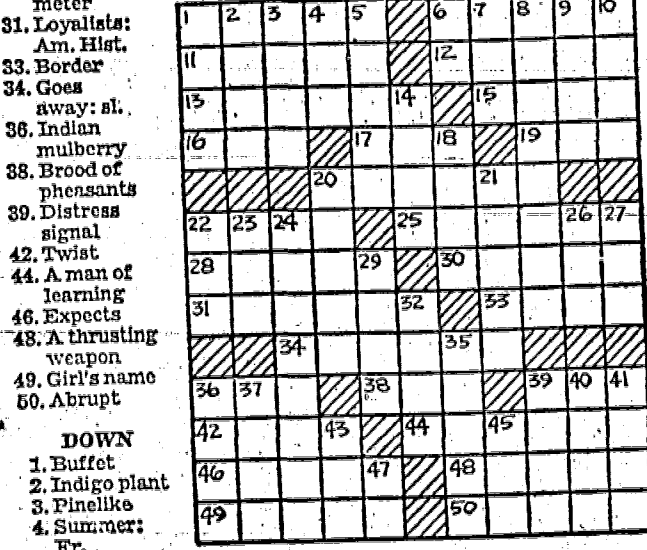 meter
31. Loyalists:
Am. Hist.
33. Border
34. Goes
away: sl.
36. Indian
mulberry
38. Brood of
pheasants
39. Distress
signal
42. Twist
44. A man of
learning
46. Expects
48. A thrusting
weapon
49. Girl's name
50. Abrupt
DOWN
1. Buffet
2. Indigo plant
3. Pinelike
4. Summer:
Fr.
1 2 3 4 5 6 7 8 9 10
11 12
13 14 15
16 17 18 19
20 21
22 23 24 25 26 27
28 29 30
31 32 33
34 35
36 37 38 39 40 41
42 43 44 45
46 47 48
49 50